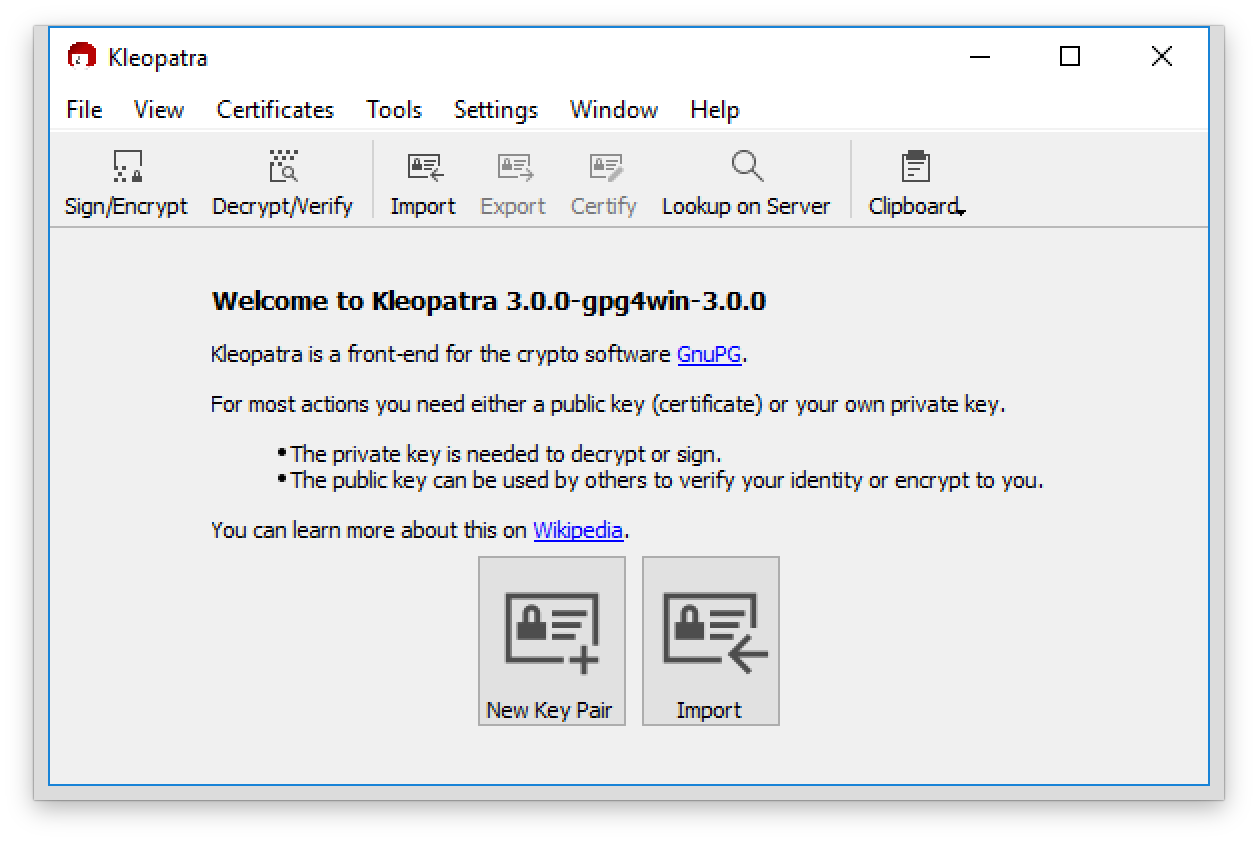 Kleopatra
File View Certificates Tools Settings Window Help
Sign/Encrypt Decrypt/Verify Import Export Certify Lookup on Server Clipboard
Welcome to Kleopatra 3.0.0-gpg4win-3.0.0
Kleopatra is a front-end for the crypto software GnuPG.
For most actions you need either a public key (certificate) or your own private key.
•The private key is needed to decrypt or sign.
•The public key can be used by others to verify your identity or encrypt to you.
You can learn more about this on Wikipedia.
New Key Pair Import